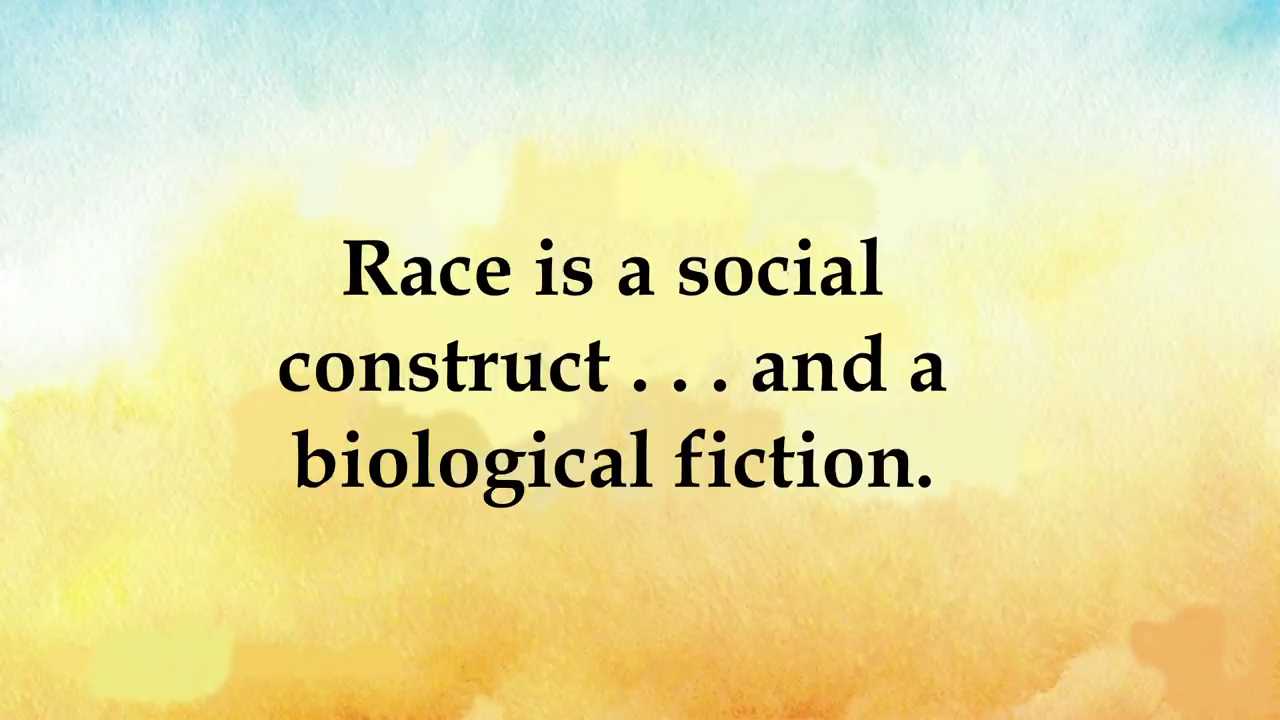 Race is a social
construct . . . and a
biological fiction.